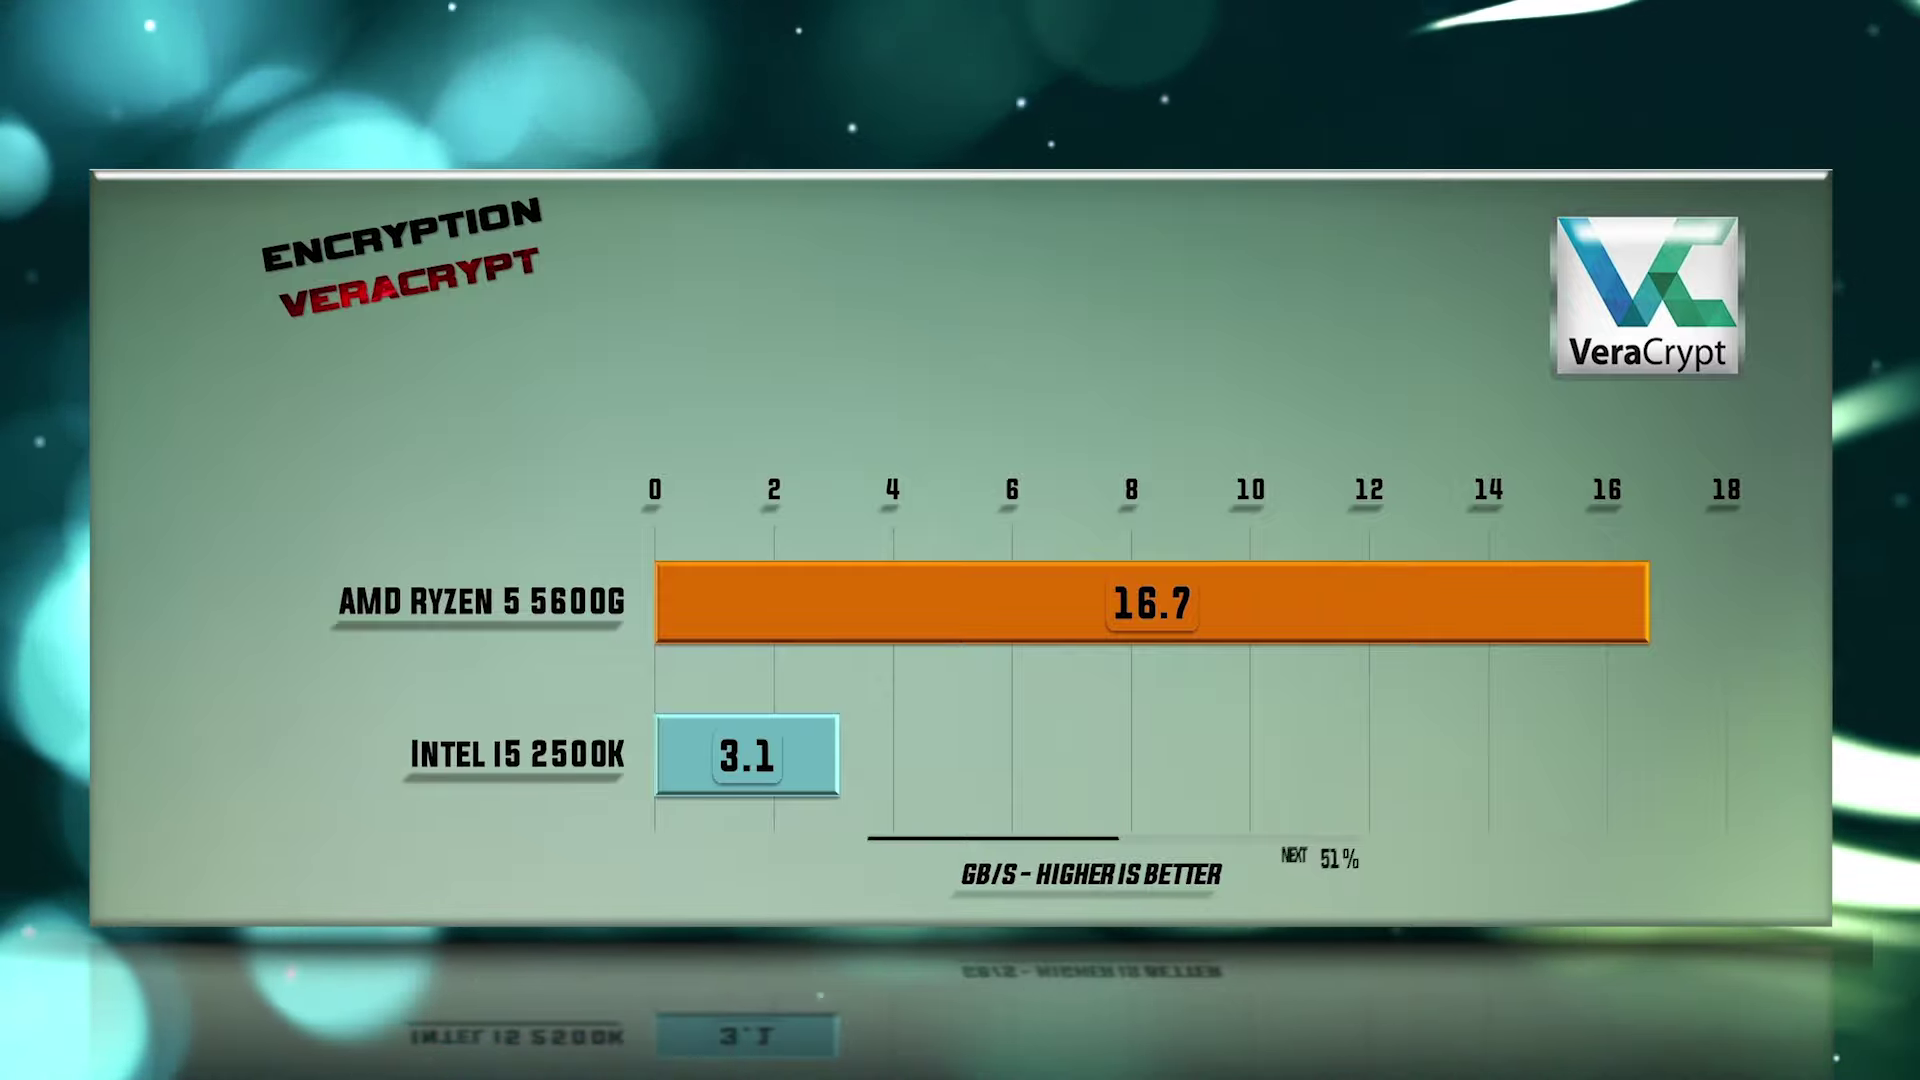 ENCRYPTION
VERACRYPT
VeraCrypt
0 2 4 6 8 10 12 14 16 18
AMD RYZEN 5 5600G 16.7
INTEL I5 2500K 3.1
NEXT 51%
GB/S - HIGHER IS BETTER